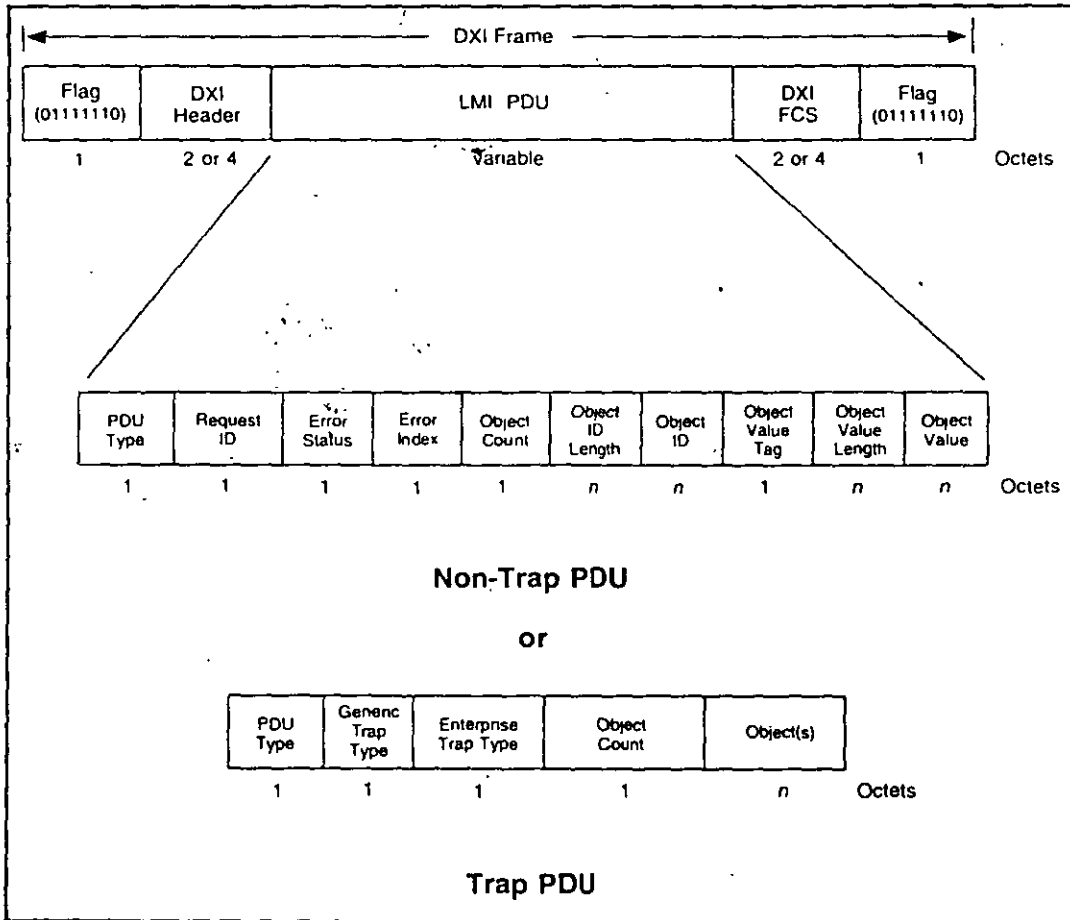 DXI Frame
Flag
(01111110)
DXI
Header
LMI PDU
DXI
FCS
Flag
(01111110)
1
2 or 4
Variable
2 or 4
1
Octets
PDU
Type
Request
ID
Error
Status
Error
Index
Object
Count
Object
ID
Length
Object
ID
Object
Value
Tag
Object
Value
Length
Object
Value
1
1
1
1
1
n
n
1
n
n
Octets
Non-Trap PDU
or
PDU
Type
Generic
Trap
Type
Enterprise
Trap Type
Object
Count
Object(s)
1
1
1
1
n
Octets
Trap PDU